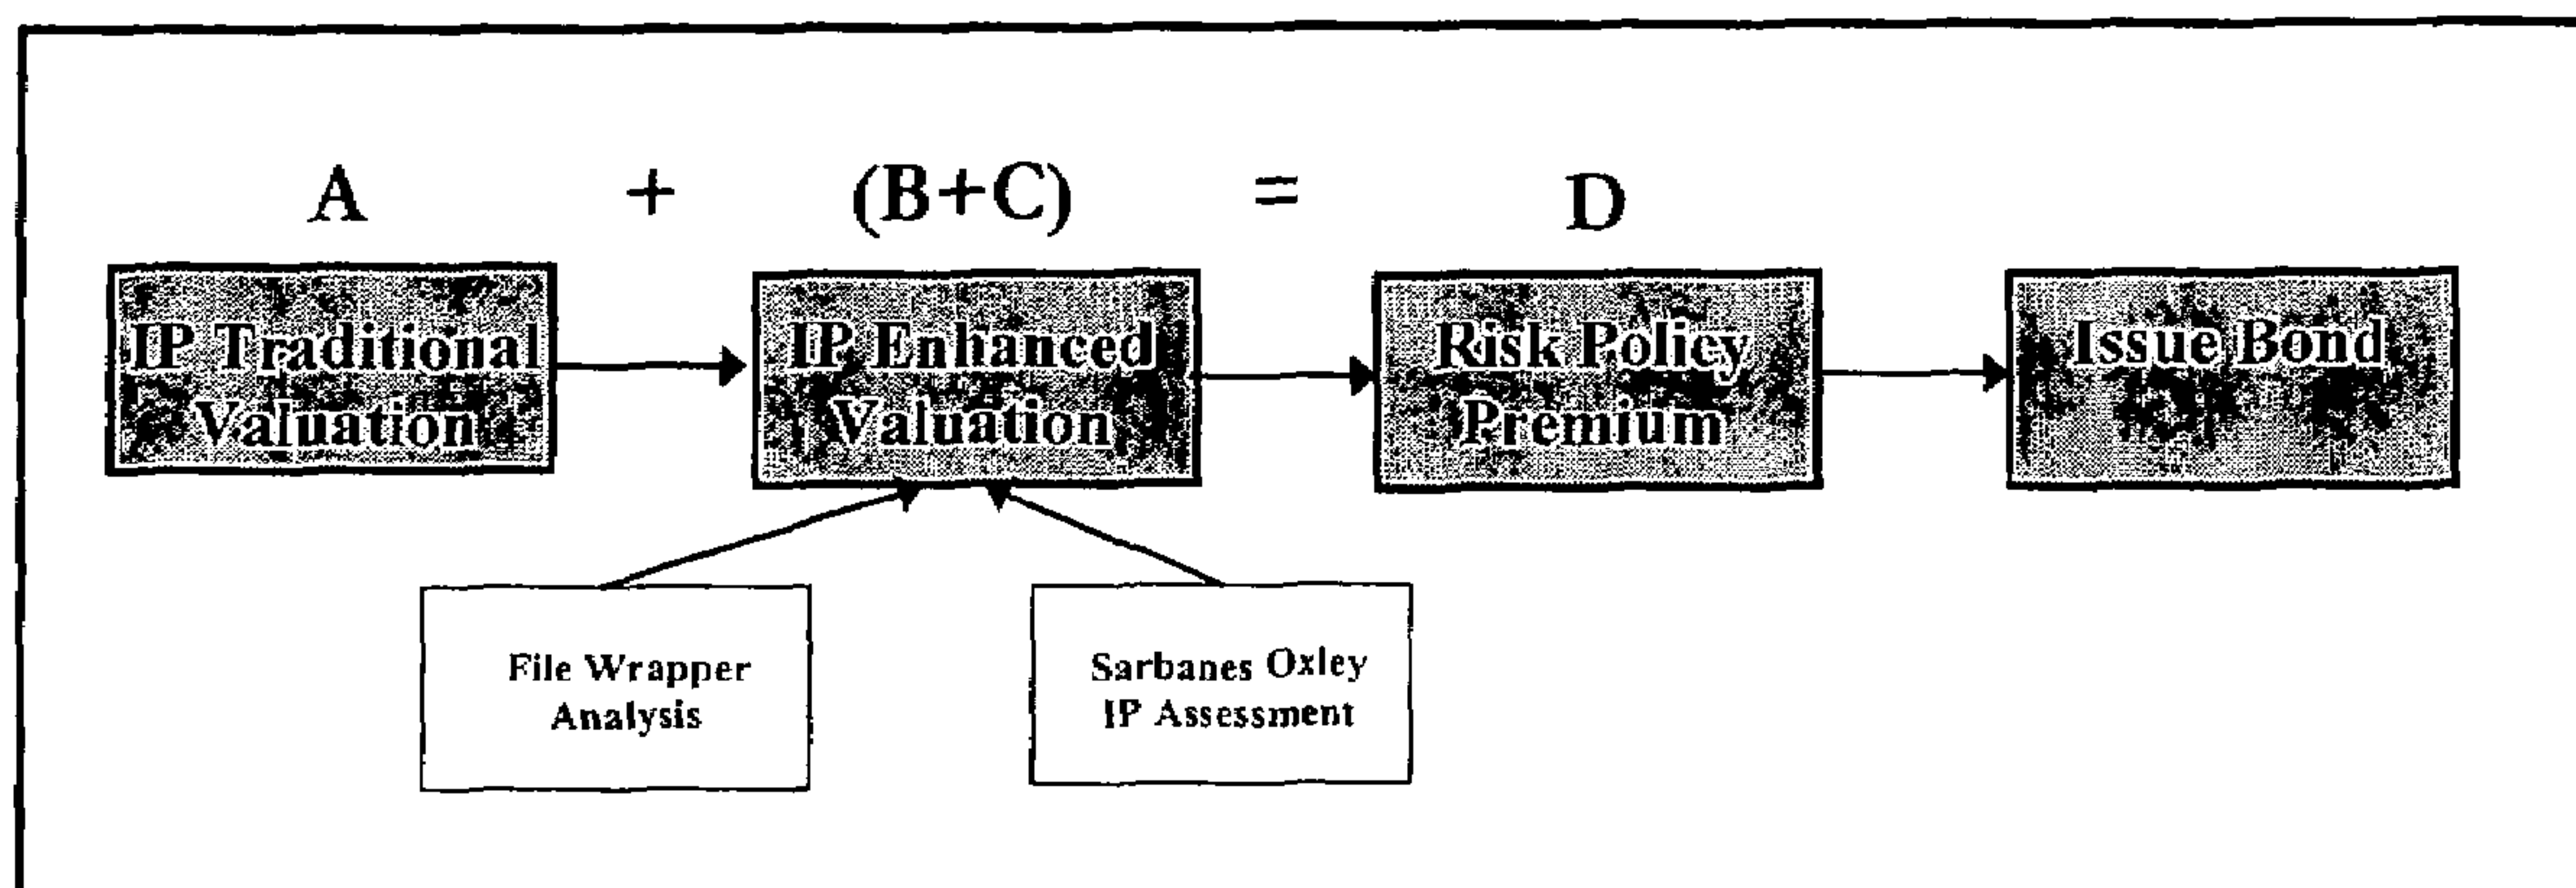 A + (B+C) = D
IP Traditional
Valuation
IP Enhanced
Valuation
Risk Policy
Premium
Issue Bond
File Wrapper
Analysis
Sarbanes Oxley
IP Assessment